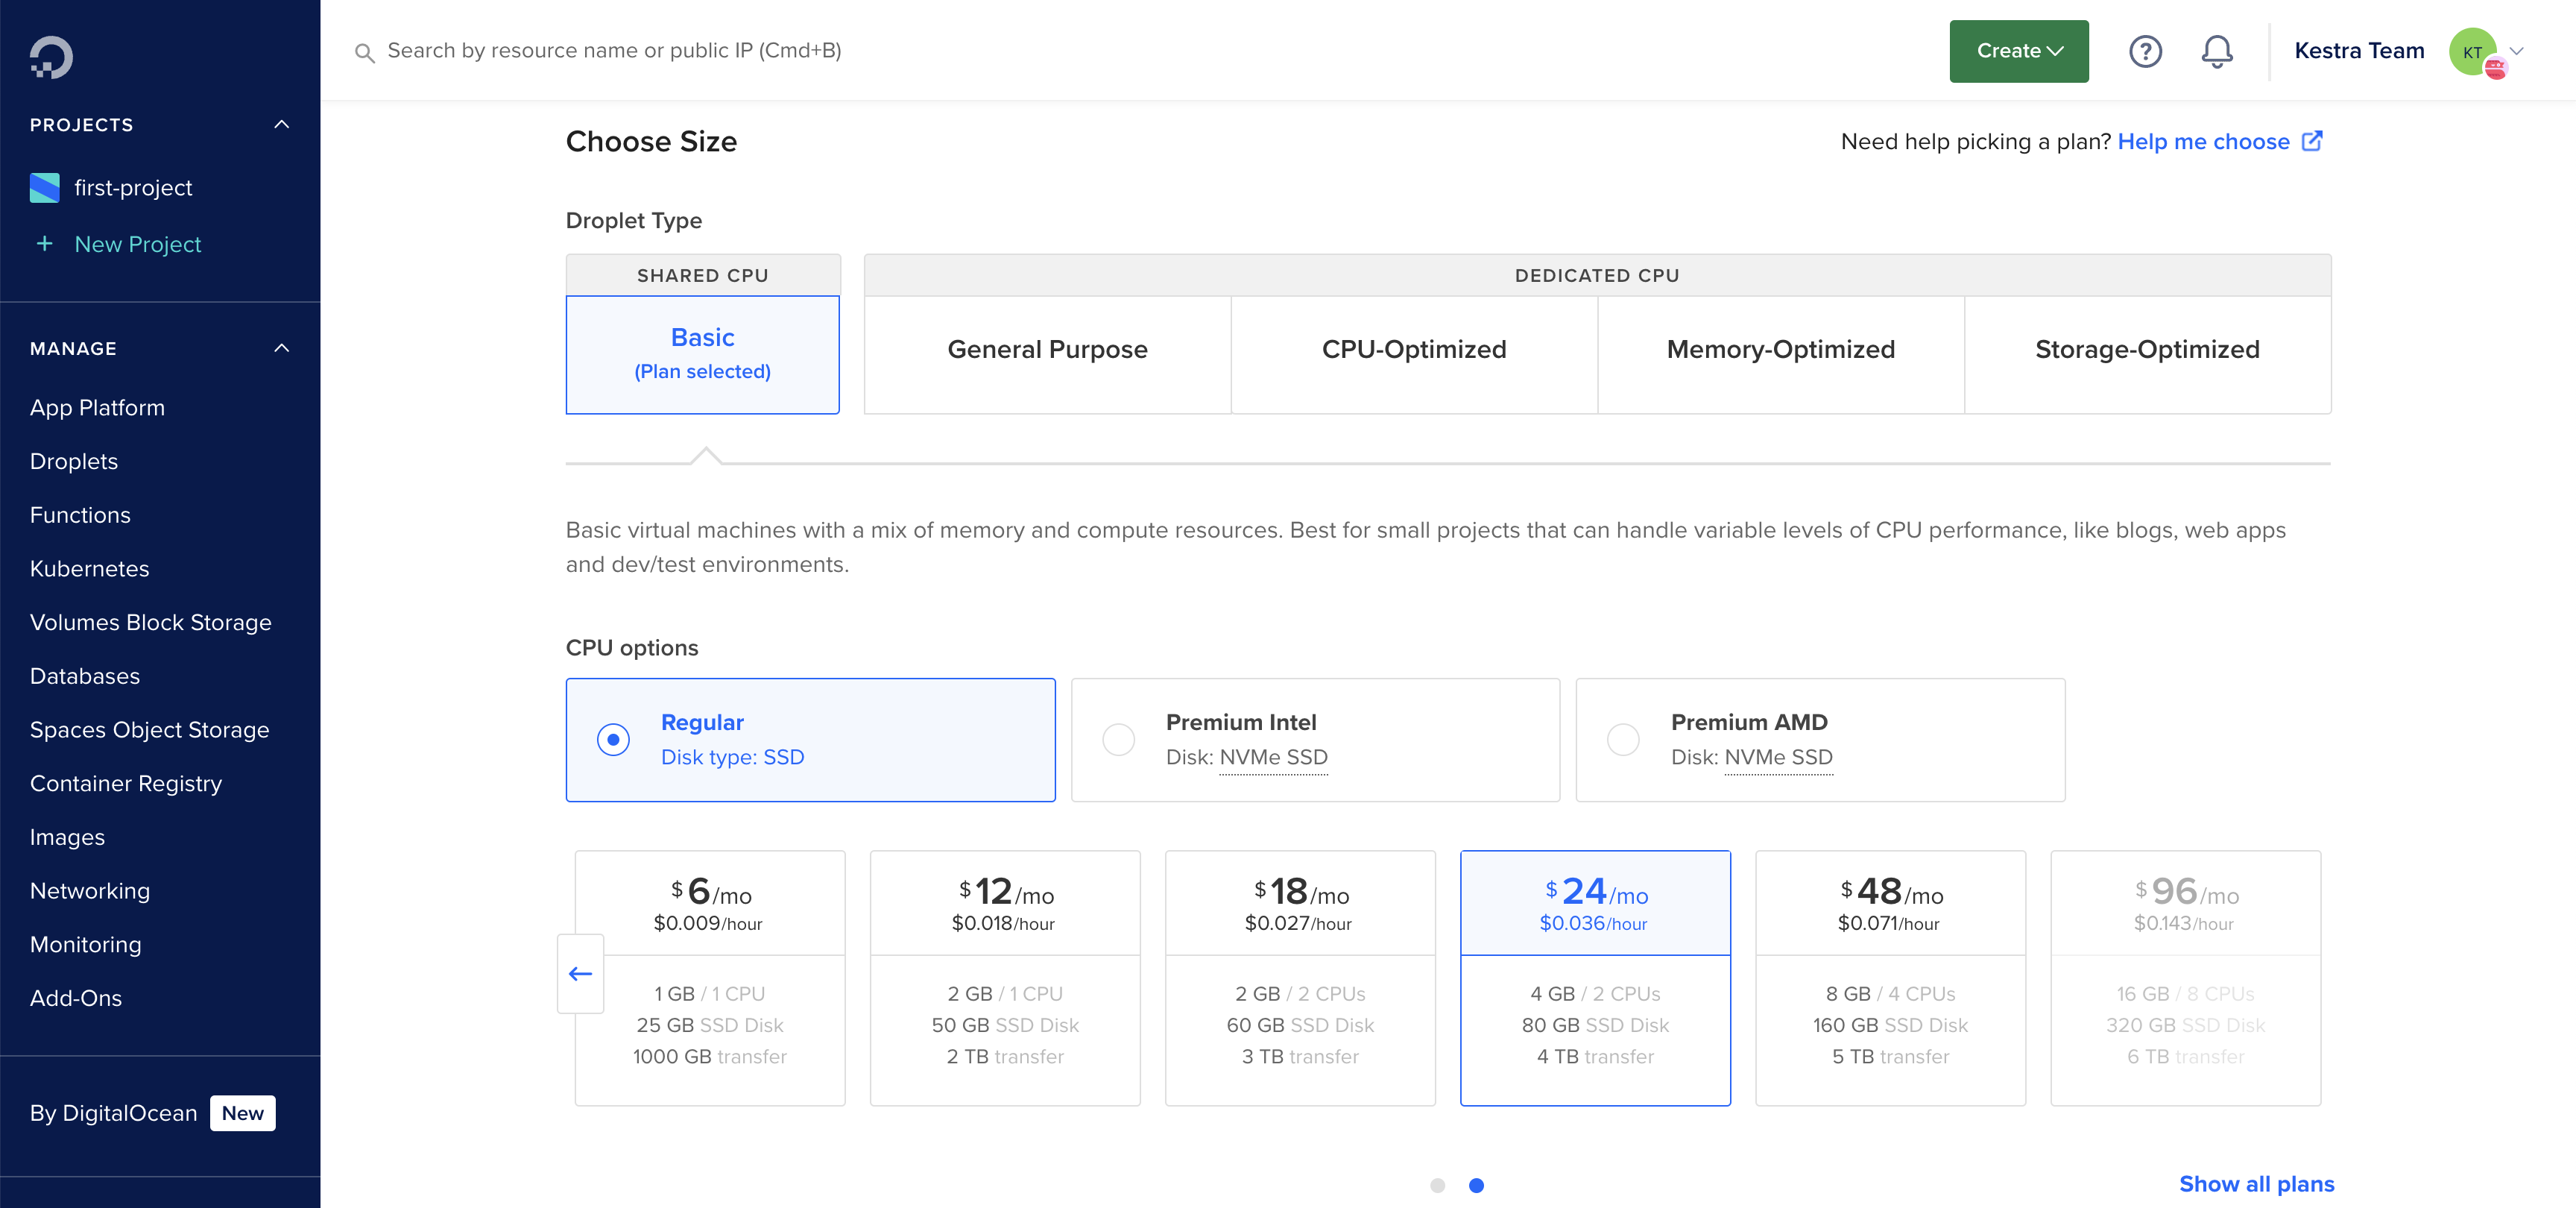 PROJECTS
first-project
+ New Project
MANAGE
App Platform
Droplets
Functions
Kubernetes
Volumes Block Storage
Databases
Spaces Object Storage
Container Registry
Images
Networking
Monitoring
Add-Ons
By DigitalOcean New
Search by resource name or public IP (Cmd+B)
Create
?
Kestra Team
KT
Choose Size
Need help picking a plan? Help me choose
Droplet Type
SHARED CPU
Basic
(Plan selected)
DEDICATED CPU
General Purpose
CPU-Optimized
Memory-Optimized
Storage-Optimized
Basic virtual machines with a mix of memory and compute resources. Best for small projects that can handle variable levels of CPU performance, like blogs, web apps
and dev/test environments.
CPU options
Regular
Disk type: SSD
Premium Intel
Disk: NVMe SSD
Premium AMD
Disk: NVMe SSD
$6/mo
$0.009/hour
1 GB / 1 CPU
25 GB SSD Disk
1000 GB transfer
$12/mo
$0.018/hour
2 GB / 1 CPU
50 GB SSD Disk
2 TB transfer
$18/mo
$0.027/hour
2 GB / 2 CPUs
60 GB SSD Disk
3 TB transfer
$24/mo
$0.036/hour
4 GB / 2 CPUs
80 GB SSD Disk
4 TB transfer
$48/mo
$0.071/hour
8 GB / 4 CPUs
160 GB SSD Disk
5 TB transfer
$96/mo
$0.143/hour
16 GB / 8 CPUs
320 GB SSD Disk
6 TB transfer
Show all plans